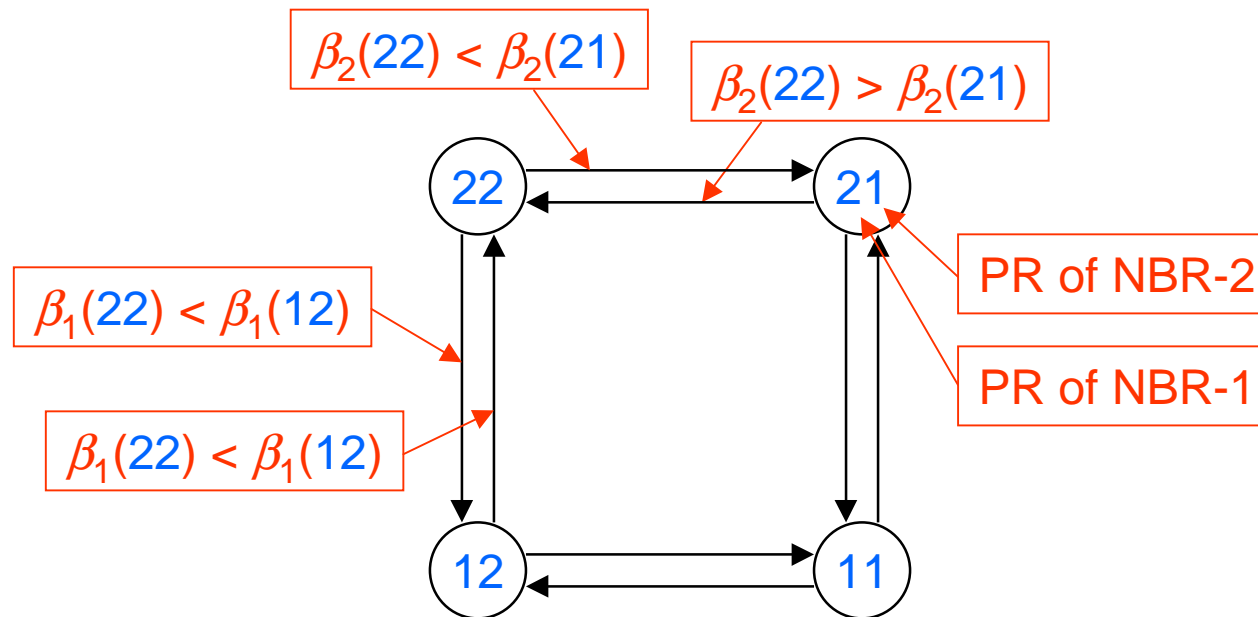 β₂(22) < β₂(21)
β₂(22) > β₂(21)
22
21
PR of NBR-2
β₁(22) < β₁(12)
PR of NBR-1
β₁(22) < β₁(12)
12
11